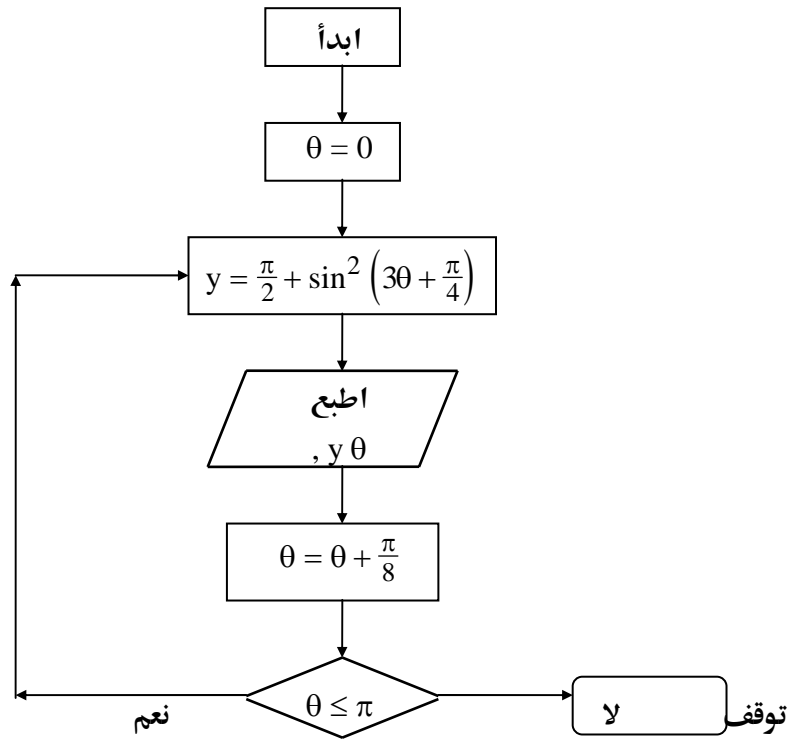 ابدأ
θ = 0
y = π/2 + sin² (3θ + π/4)
اطبع
, y θ
θ = θ + π/8
θ ≤ π
نعم
لا
توقف